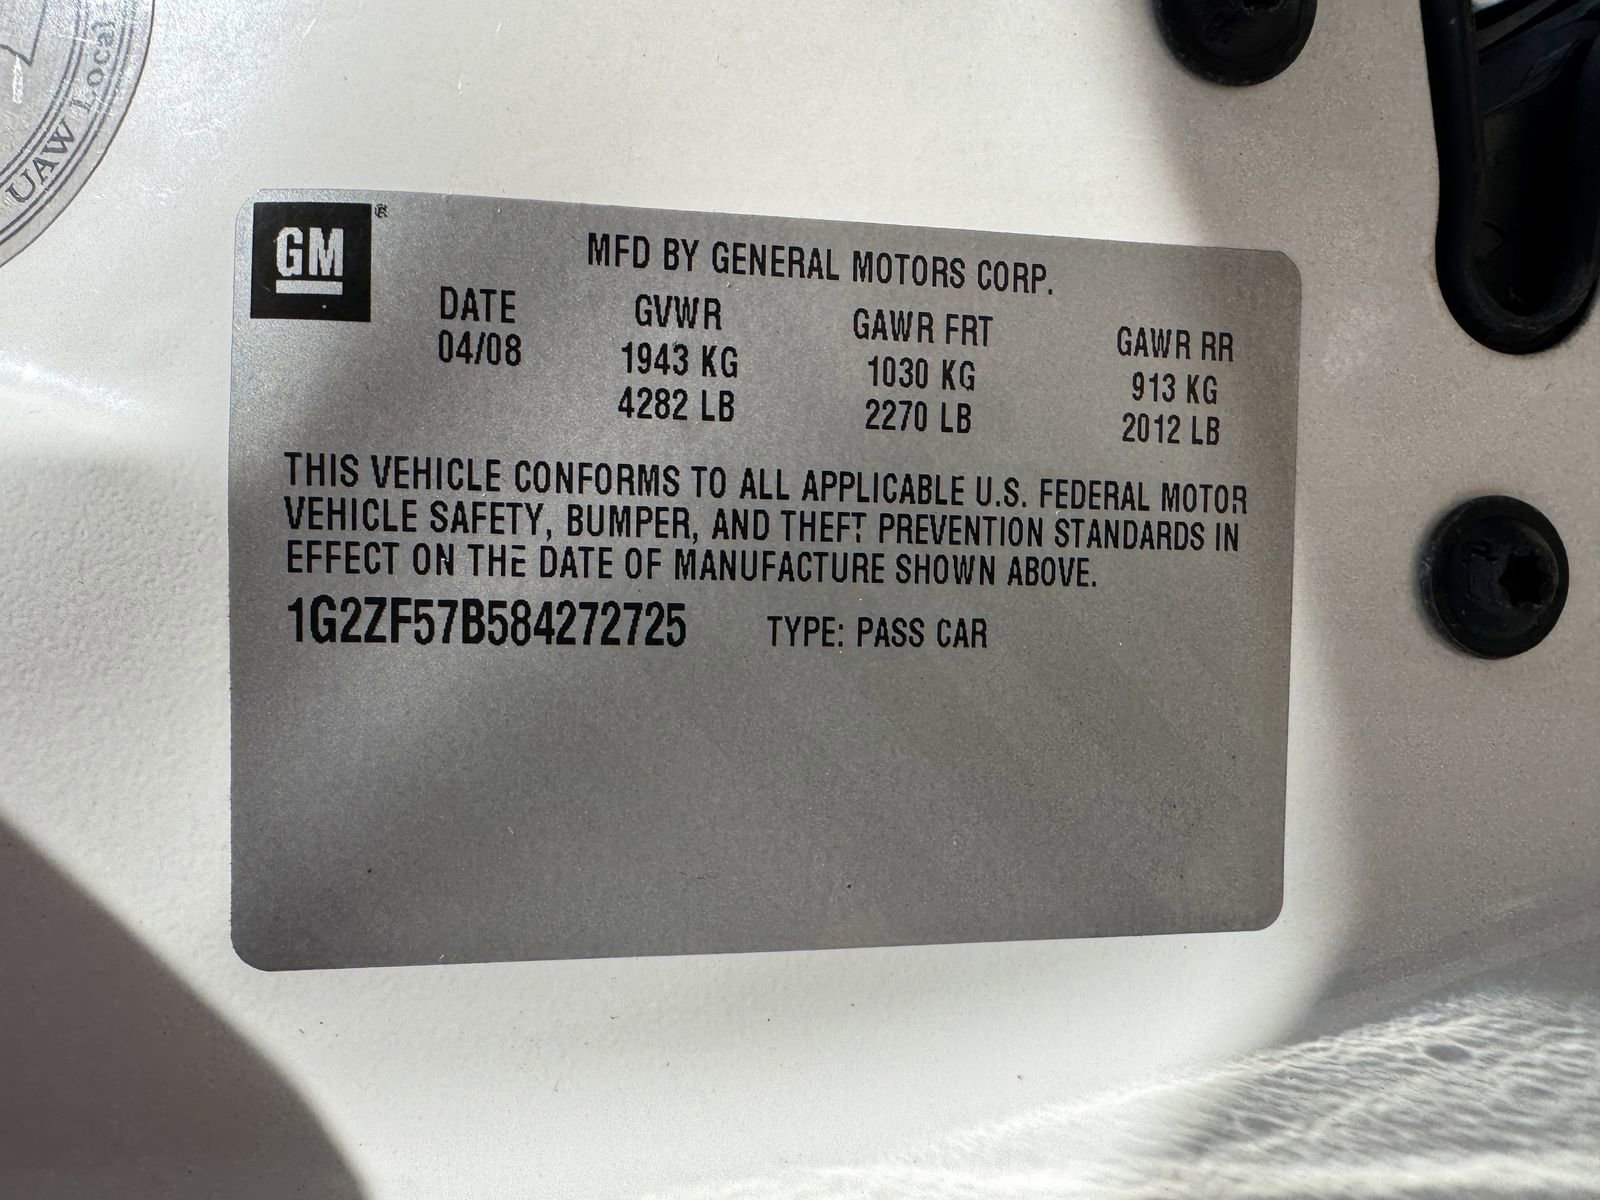 UAW Local
GM
®
MFD BY GENERAL MOTORS CORP.
DATE GVWR GAWR FRT GAWR RR
04/08 1943 KG 1030 KG 913 KG
4282 LB 2270 LB 2012 LB
THIS VEHICLE CONFORMS TO ALL APPLICABLE U.S. FEDERAL MOTOR
VEHICLE SAFETY, BUMPER, AND THEFT PREVENTION STANDARDS IN
EFFECT ON THE DATE OF MANUFACTURE SHOWN ABOVE.
1G2ZF57B584272725 TYPE: PASS CAR